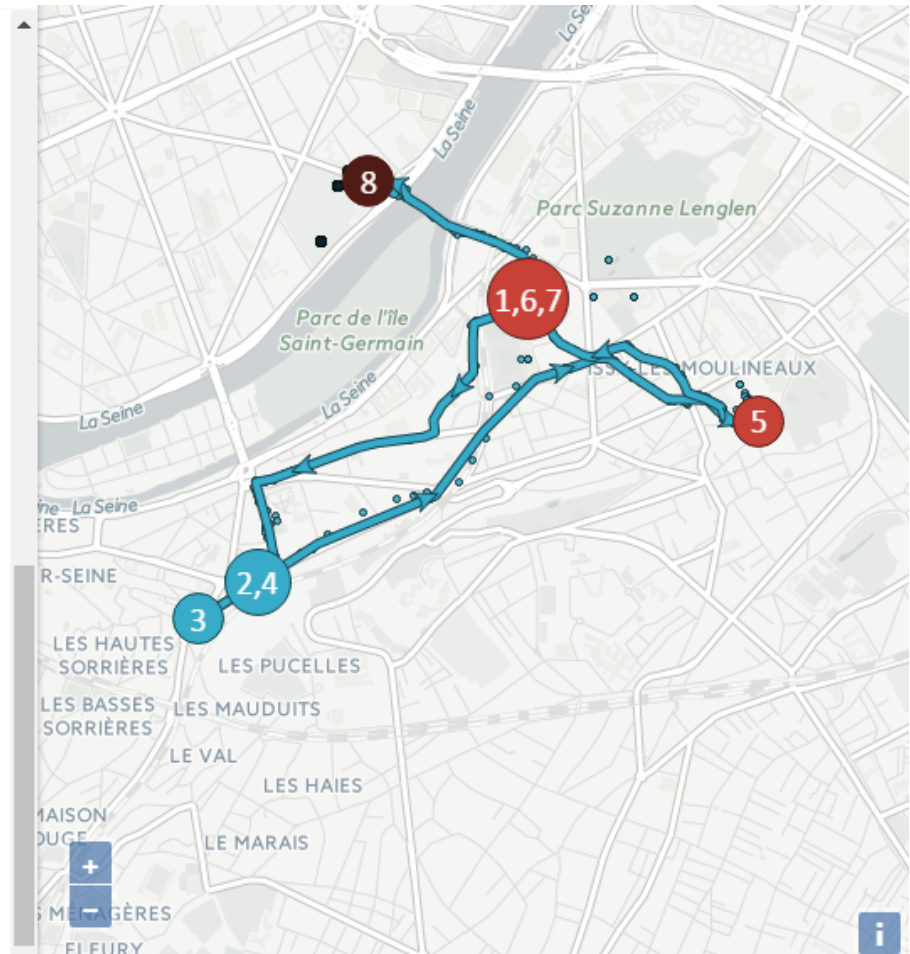 La Seine
La Se
8
Parc Suzanne Lenglen
1,6,7
Parc de l'île
Saint-Germain
ISSY-LES-MOULINEAUX
La Seine
La Seine
5
ne
La Seine
ERES
R-SEINE
2,4
3
LES HAUTES
SORRIÈRES
LES PUCELLES
LES BASSES
SORRIÈRES
LES MAUDUITS
LE VAL
LES HAIES
MAISON
OUGE
LE MARAIS
+
−
S MÉNAGÈRES
FLEURY
i